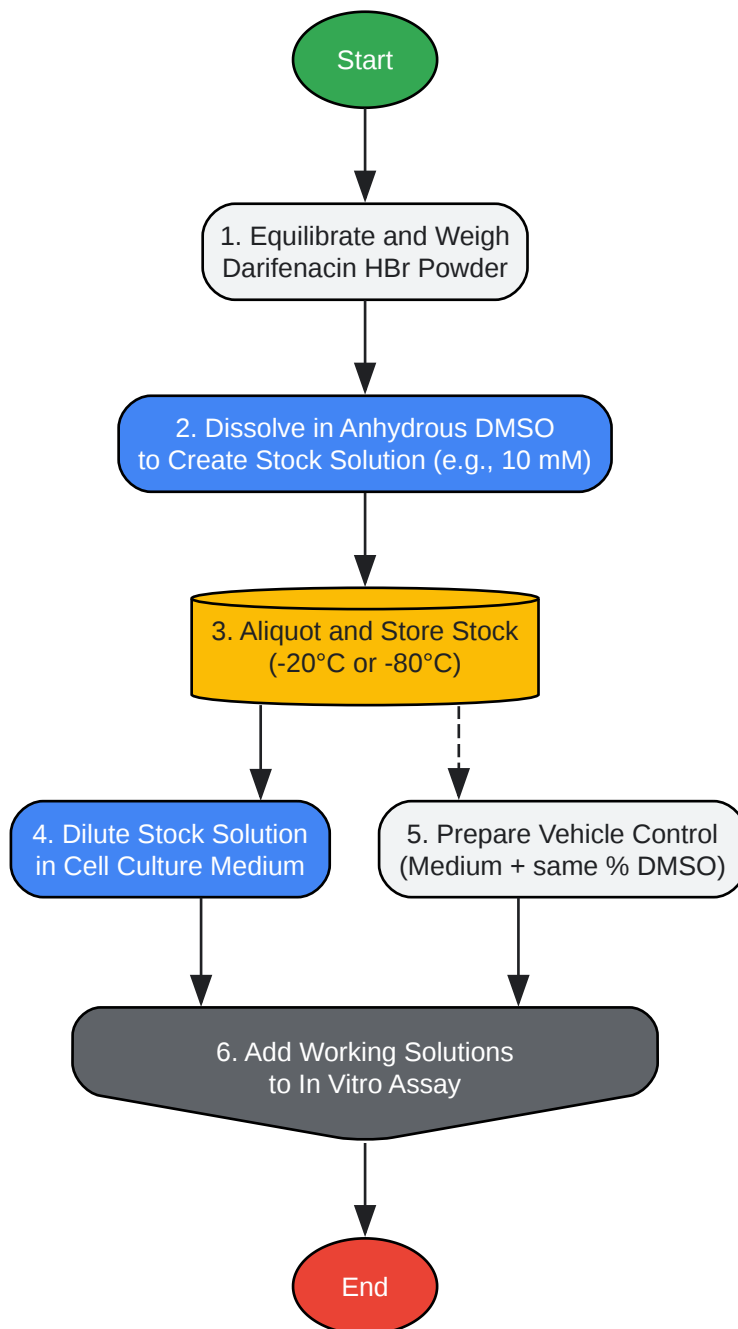 Start
1. Equilibrate and Weigh
Darifenacin HBr Powder
2. Dissolve in Anhydrous DMSO
to Create Stock Solution (e.g., 10 mM)
3. Aliquot and Store Stock
(-20°C or -80°C)
4. Dilute Stock Solution
in Cell Culture Medium
5. Prepare Vehicle Control
(Medium + same % DMSO)
6. Add Working Solutions
to In Vitro Assay
End